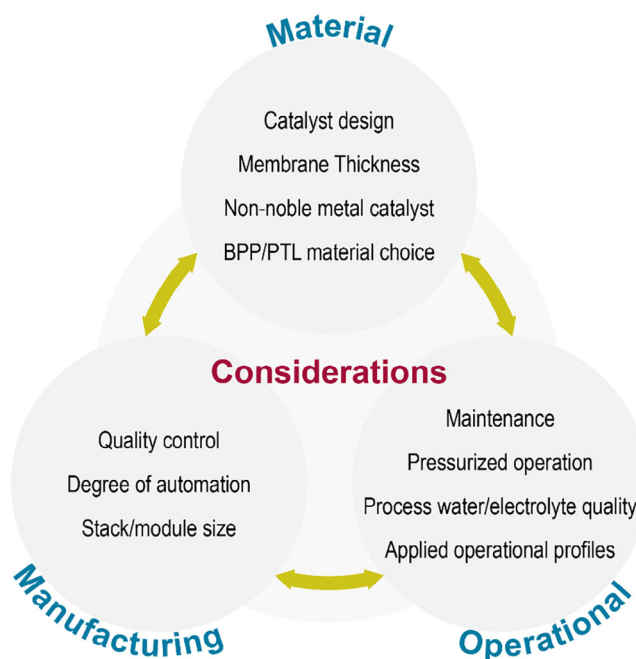 Material
Catalyst design
Membrane Thickness
Non-noble metal catalyst
BPP/PTL material choice
Considerations
Quality control
Degree of automation
Stack/module size
Manufacturing
Maintenance
Pressurized operation
Process water/electrolyte quality
Applied operational profiles
Operational